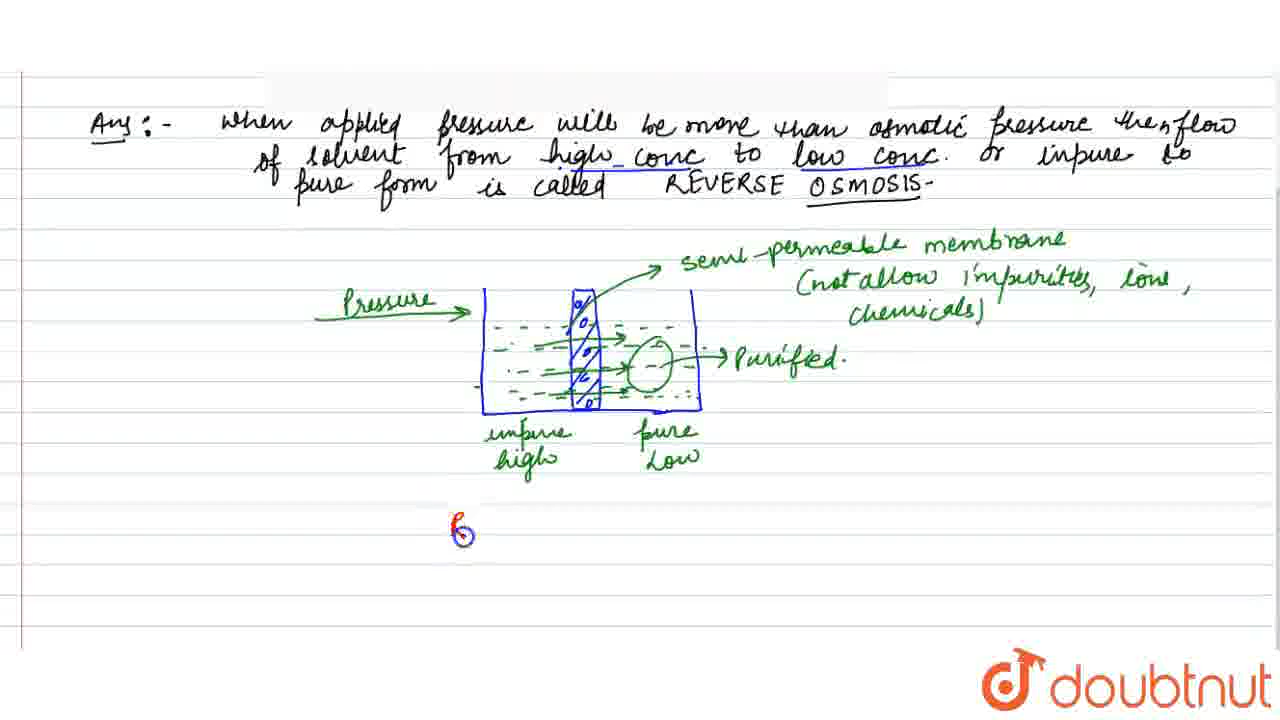 Ans:- When applied pressure will be more than osmotic pressure then flow
of solvent from high conc to low conc. or inpure to
pure form is called REVERSE OSMOSIS-
semi-permeable membrane
(not allow impurities, ions,
chemicals)
Pressure
Purified.
impure pure
high Low
R
doubtnut